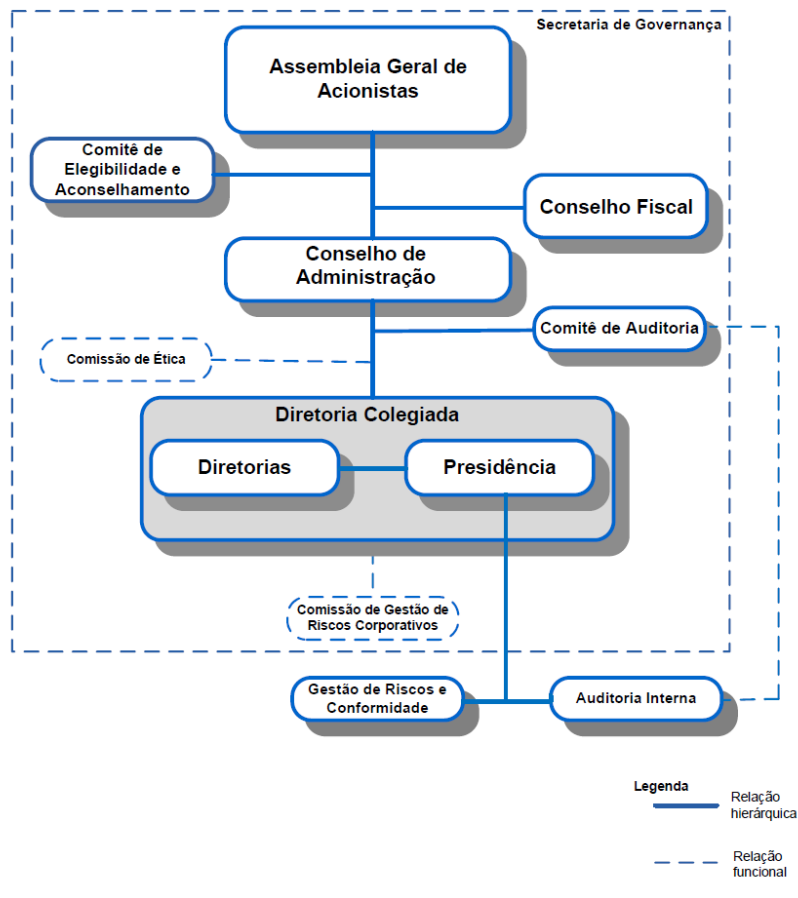 Secretaria de Governança
Assembleia Geral de
Acionistas
Comitê de
Elegibilidade e
Aconselhamento
Conselho Fiscal
Conselho de
Administração
Comitê de Auditoria
Comissão de Ética
Diretoria Colegiada
Diretorias
Presidência
Comissão de Gestão de
Riscos Corporativos
Gestão de Riscos e
Conformidade
Auditoria Interna
Legenda
Relação
hierárquica
Relação
funcional